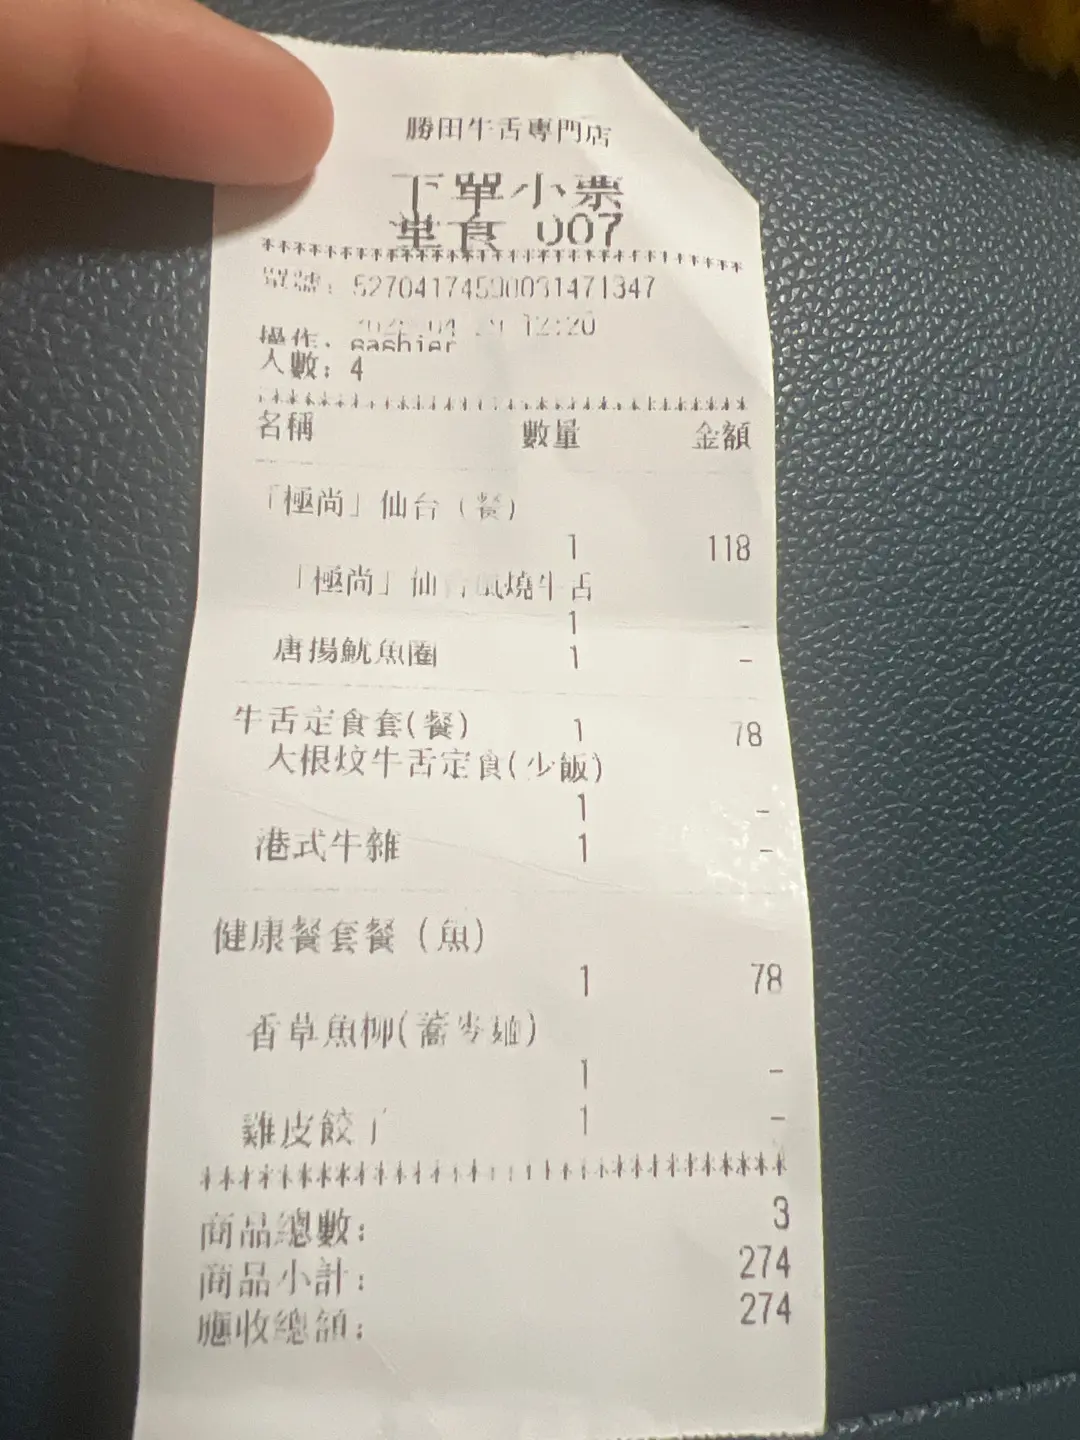 勝田牛舌專門店
下單小票
堂食 007
單號:
04 12:20
操作: cashier
人數: 4
名稱 數量 金額
「極尚」仙台（餐）
1 118
「極尚」仙台風燒牛舌
1 -
唐揚魷魚圈 1 -
牛舌定食套(餐) 1 78
大根炆牛舌定食(少飯)
1 -
港式牛雜 1 -
健康餐套餐（魚）
1 78
香草魚柳(蕎麥麵)
1 -
雞皮餃子 1 -
商品總數: 3
商品小計: 274
應收總額: 274